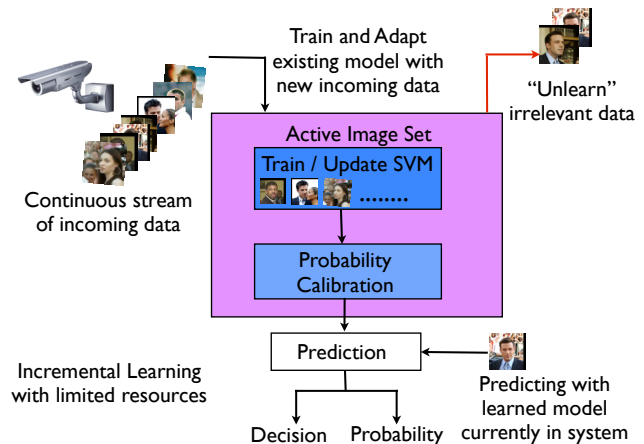 Train and Adapt
existing model with
new incoming data
“Unlearn”
irrelevant data
Continuous stream
of incoming data
Active Image Set
Train / Update SVM
........
Probability
Calibration
Prediction
Incremental Learning
with limited resources
Predicting with
learned model
currently in system
Decision
Probability